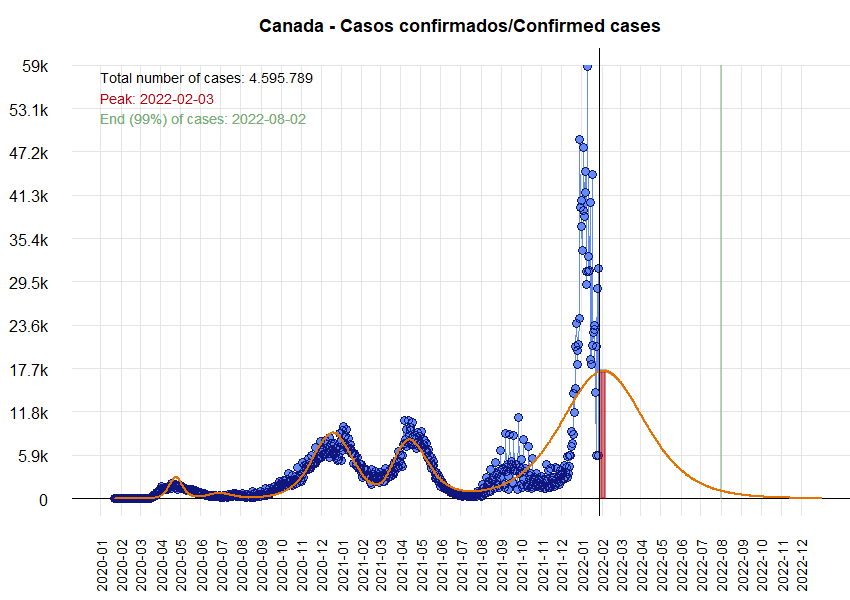 Canada - Casos confirmados/Confirmed cases
Total number of cases: 4.595.789
Peak: 2022-02-03
End (99%) of cases: 2022-08-02
59k
53.1k
47.2k
41.3k
35.4k
29.5k
23.6k
17.7k
11.8k
5.9k
0
2020-01
2020-02
2020-03
2020-04
2020-05
2020-06
2020-07
2020-08
2020-09
2020-10
2020-11
2020-12
2021-01
2021-02
2021-03
2021-04
2021-05
2021-06
2021-07
2021-08
2021-09
2021-10
2021-11
2021-12
2022-01
2022-02
2022-03
2022-04
2022-05
2022-06
2022-07
2022-08
2022-09
2022-10
2022-11
2022-12